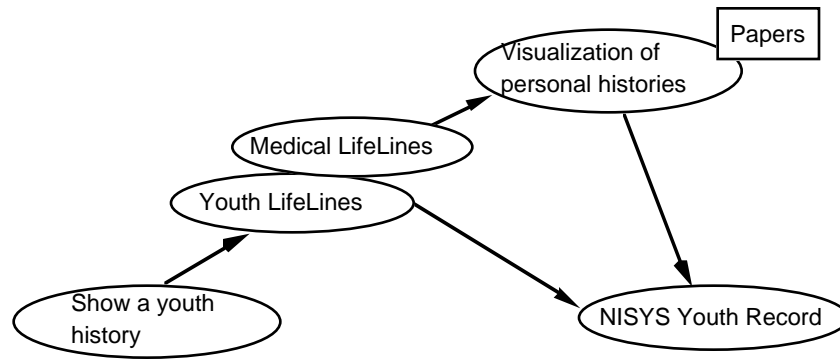 Papers
Visualization of
personal histories
Medical LifeLines
Youth LifeLines
Show a youth
history
NISYS Youth Record